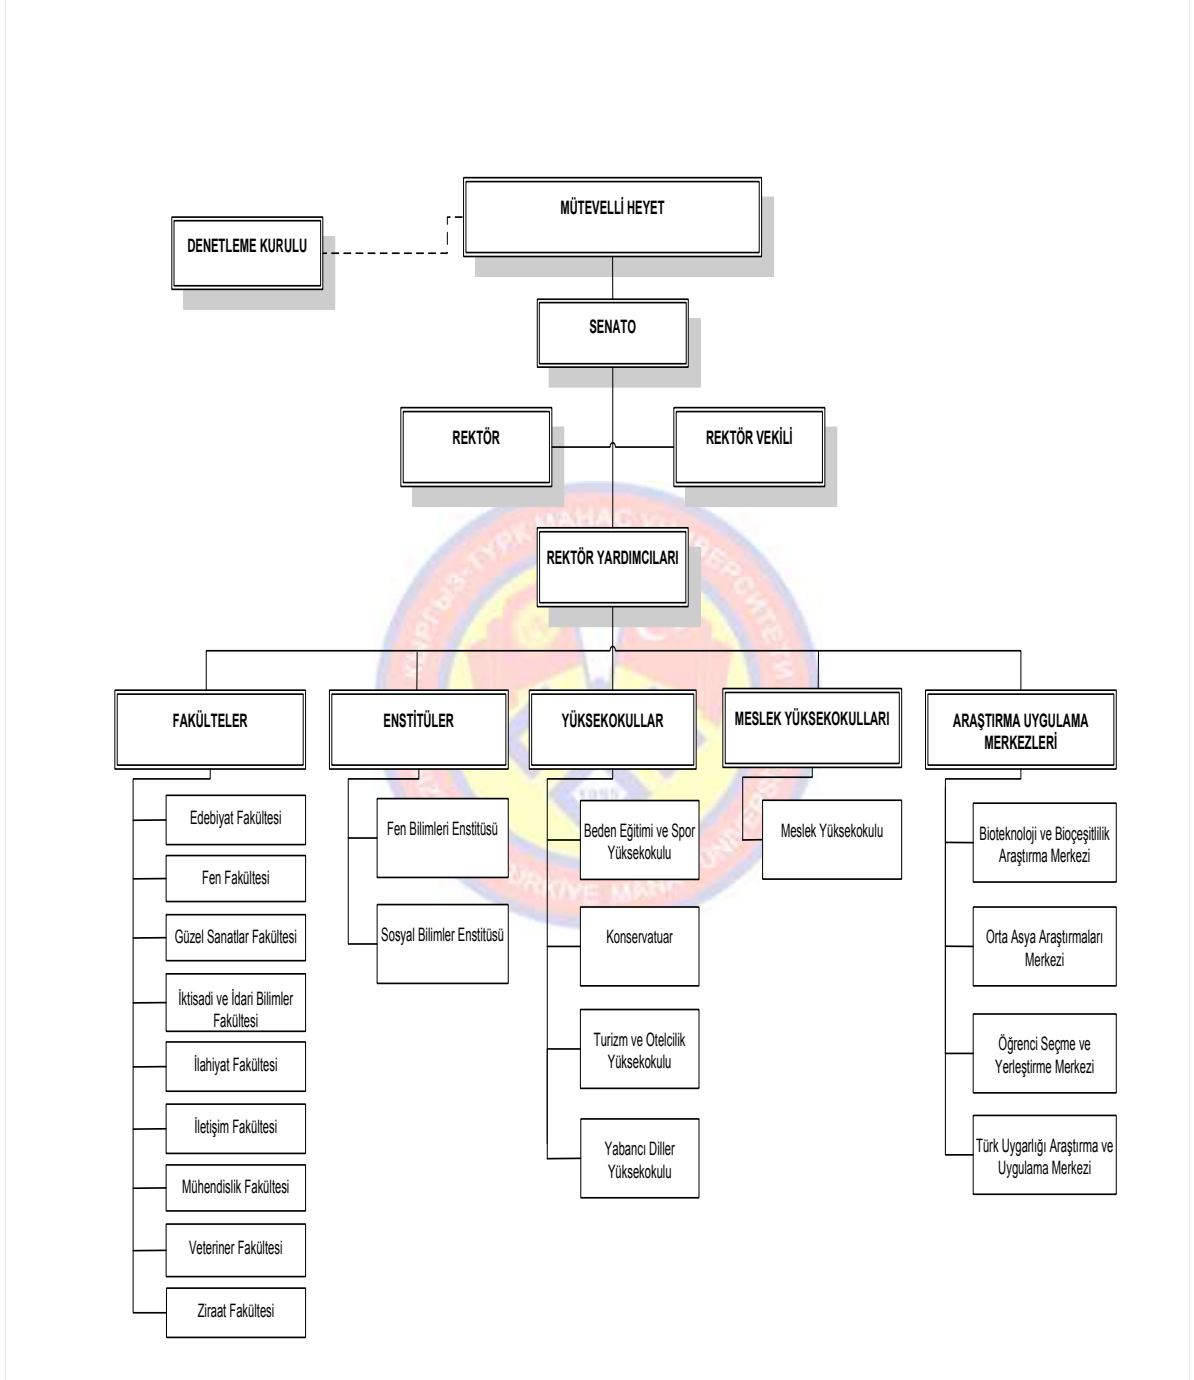 MÜTEVELLİ HEYET
DENETLEME KURULU
SENATO
REKTÖR
REKTÖR VEKİLİ
REKTÖR YARDIMCILARI
FAKÜLTELER
ENSTİTÜLER
YÜKSEKOKULLAR
MESLEK YÜKSEKOKULLARI
ARAŞTIRMA UYGULAMA
MERKEZLERİ
Edebiyat Fakültesi
Fen Fakültesi
Güzel Sanatlar Fakültesi
İktisadi ve İdari Bilimler
Fakültesi
İlahiyat Fakültesi
İletişim Fakültesi
Mühendislik Fakültesi
Veteriner Fakültesi
Ziraat Fakültesi
Fen Bilimleri Enstitüsü
Sosyal Bilimler Enstitüsü
Beden Eğitimi ve Spor
Yüksekokulu
Konservatuar
Turizm ve Otelcilik
Yüksekokulu
Yabancı Diller
Yüksekokulu
Meslek Yüksekokulu
Bioteknoloji ve Bioçeşitlilik
Araştırma Merkezi
Orta Asya Araştırmaları
Merkezi
Öğrenci Seçme ve
Yerleştirme Merkezi
Türk Uygarlığı Araştırma ve
Uygulama Merkezi
КЫРГЫЗ-ТҮРК МАНАС
1995